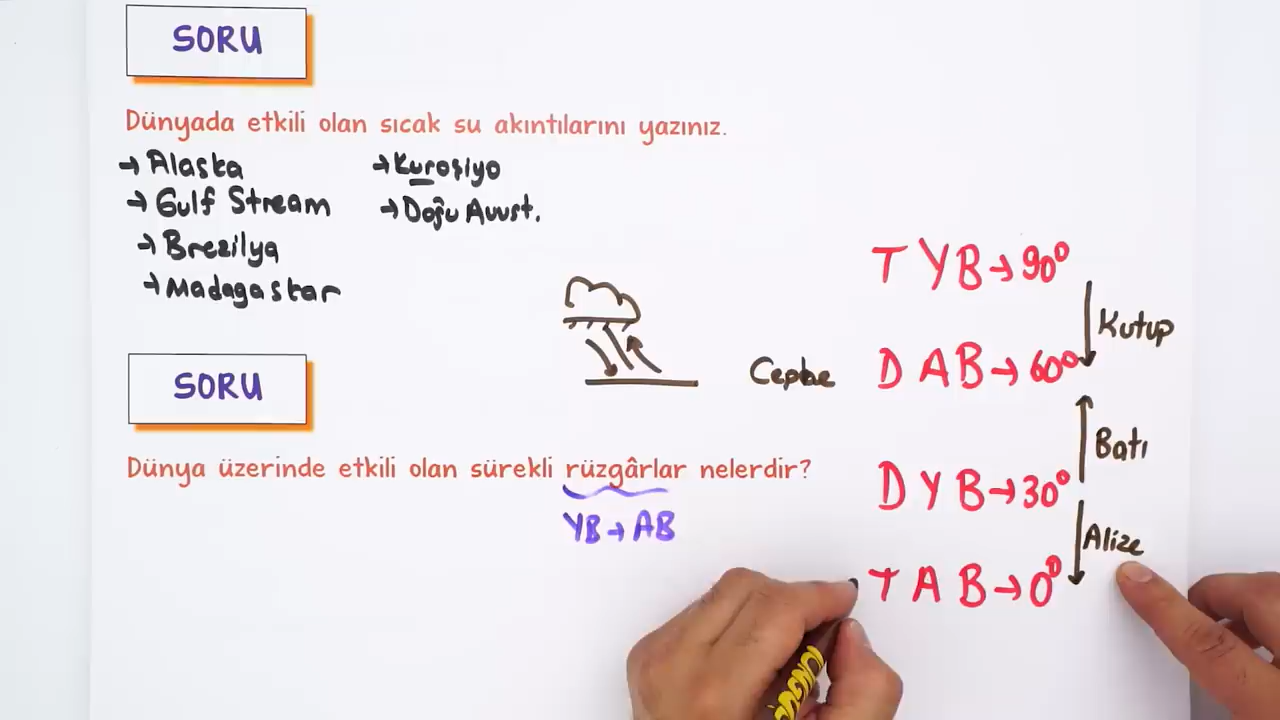 SORU
Dünyada etkili olan sıcak su akıntılarını yazınız.
→ Alaska
→ Gulf Stream
→ Brezilya
→ Madagaskar
→ Kuroşiyo
→ Doğu Avust.
SORU
Dünya üzerinde etkili olan sürekli rüzgârlar nelerdir?
YB → AB
TYB → 90°
Kutup
Cephe
DAB → 60°
Batı
DYB → 30°
Alize
TAB → 0°